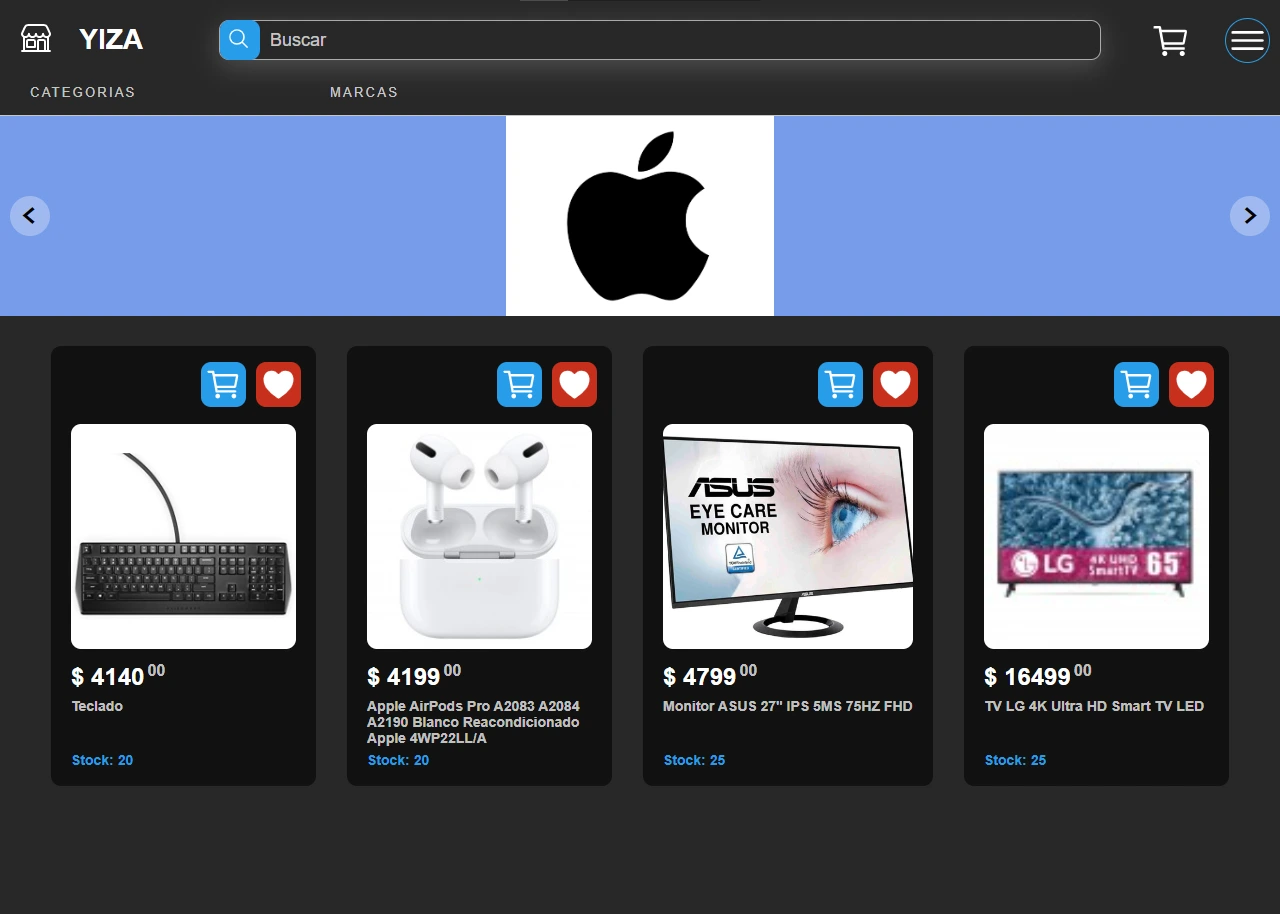 YIZA
Buscar
CATEGORIAS
MARCAS
ASUS
EYE CARE
MONITOR
ASUS
LG
4K UHD
SmartTV
65"
$ 4140 00
Teclado
Stock: 20
$ 4199 00
Apple AirPods Pro A2083 A2084
A2190 Blanco Reacondicionado
Apple 4WP22LL/A
Stock: 20
$ 4799 00
Monitor ASUS 27" IPS 5MS 75HZ FHD
Stock: 25
$ 16499 00
TV LG 4K Ultra HD Smart TV LED
Stock: 25